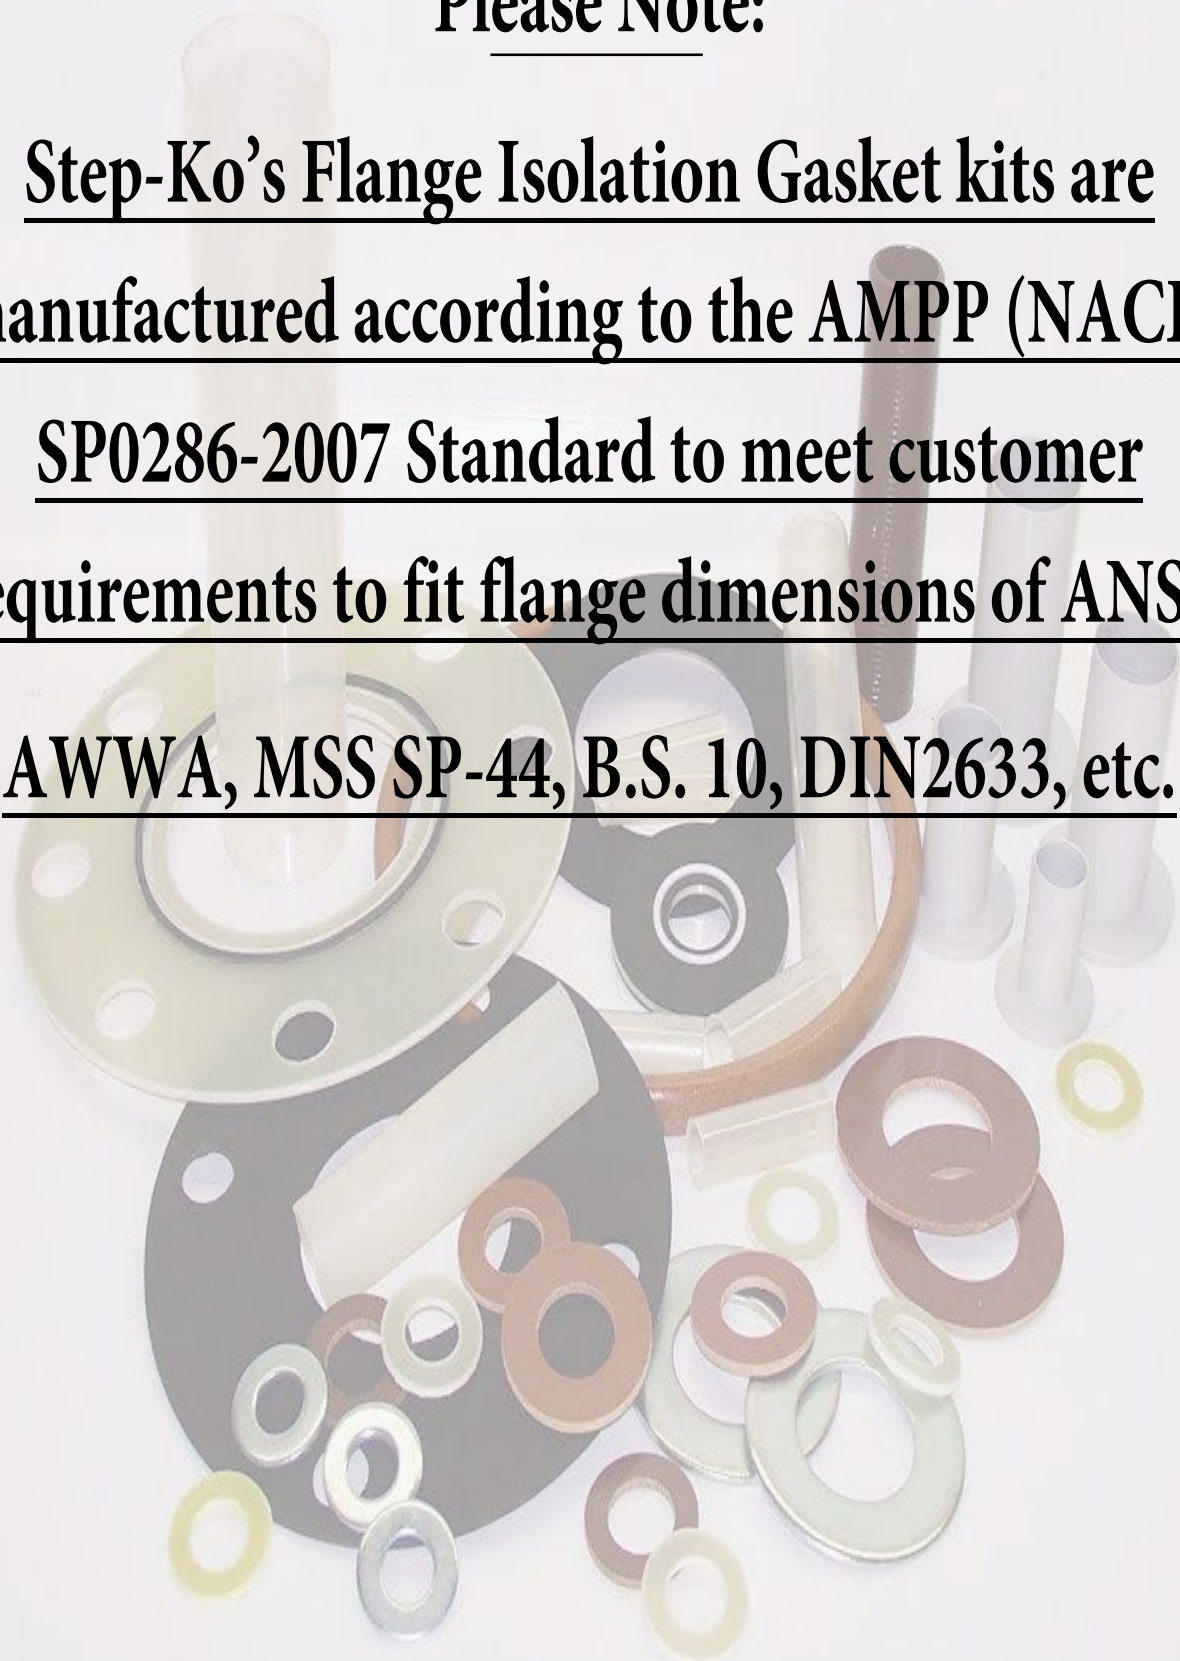 Please Note:
Step-Ko’s Flange Isolation Gasket kits are
anufactured according to the AMPP (NAC
SP0286-2007 Standard to meet customer
equirements to fit flange dimensions of ANS
AWWA, MSS SP-44, B.S. 10, DIN2633, etc.